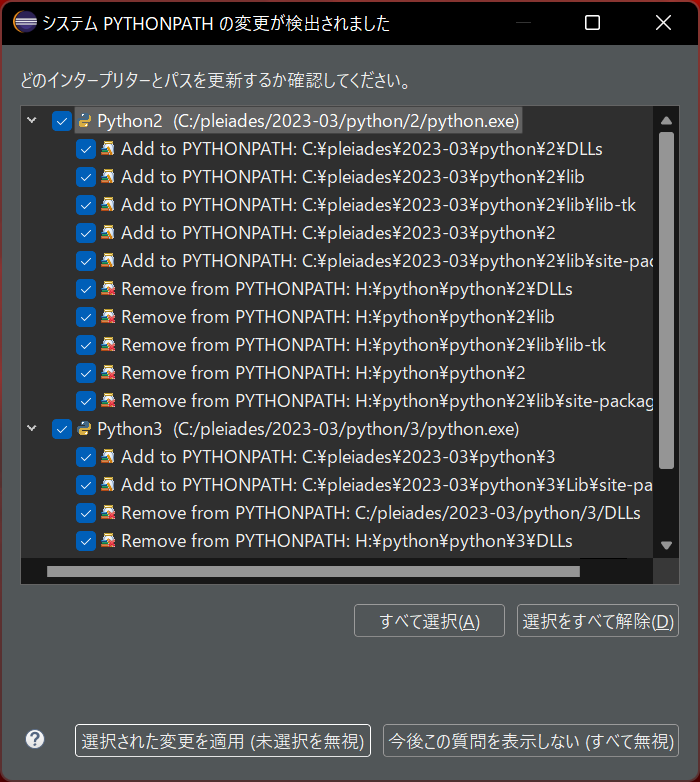 システム PYTHONPATH の変更が検出されました
どのインタープリターとパスを更新するか確認してください。
Python2 (C:/pleiades/2023-03/python/2/python.exe)
Add to PYTHONPATH: C:¥pleiades¥2023-03¥python¥2¥DLLs
Add to PYTHONPATH: C:¥pleiades¥2023-03¥python¥2¥lib
Add to PYTHONPATH: C:¥pleiades¥2023-03¥python¥2¥lib¥lib-tk
Add to PYTHONPATH: C:¥pleiades¥2023-03¥python¥2
Add to PYTHONPATH: C:¥pleiades¥2023-03¥python¥2¥lib¥site-pac
Remove from PYTHONPATH: H:¥python¥python¥2¥DLLs
Remove from PYTHONPATH: H:¥python¥python¥2¥lib
Remove from PYTHONPATH: H:¥python¥python¥2¥lib¥lib-tk
Remove from PYTHONPATH: H:¥python¥python¥2
Remove from PYTHONPATH: H:¥python¥python¥2¥lib¥site-packag
Python3 (C:/pleiades/2023-03/python/3/python.exe)
Add to PYTHONPATH: C:¥pleiades¥2023-03¥python¥3
Add to PYTHONPATH: C:¥pleiades¥2023-03¥python¥3¥Lib¥site-pa
Remove from PYTHONPATH: C:/pleiades/2023-03/python/3/DLLs
Remove from PYTHONPATH: H:¥python¥python¥3¥DLLs
すべて選択(A) 選択をすべて解除(D)
? 選択された変更を適用 (未選択を無視) 今後この質問を表示しない (すべて無視)